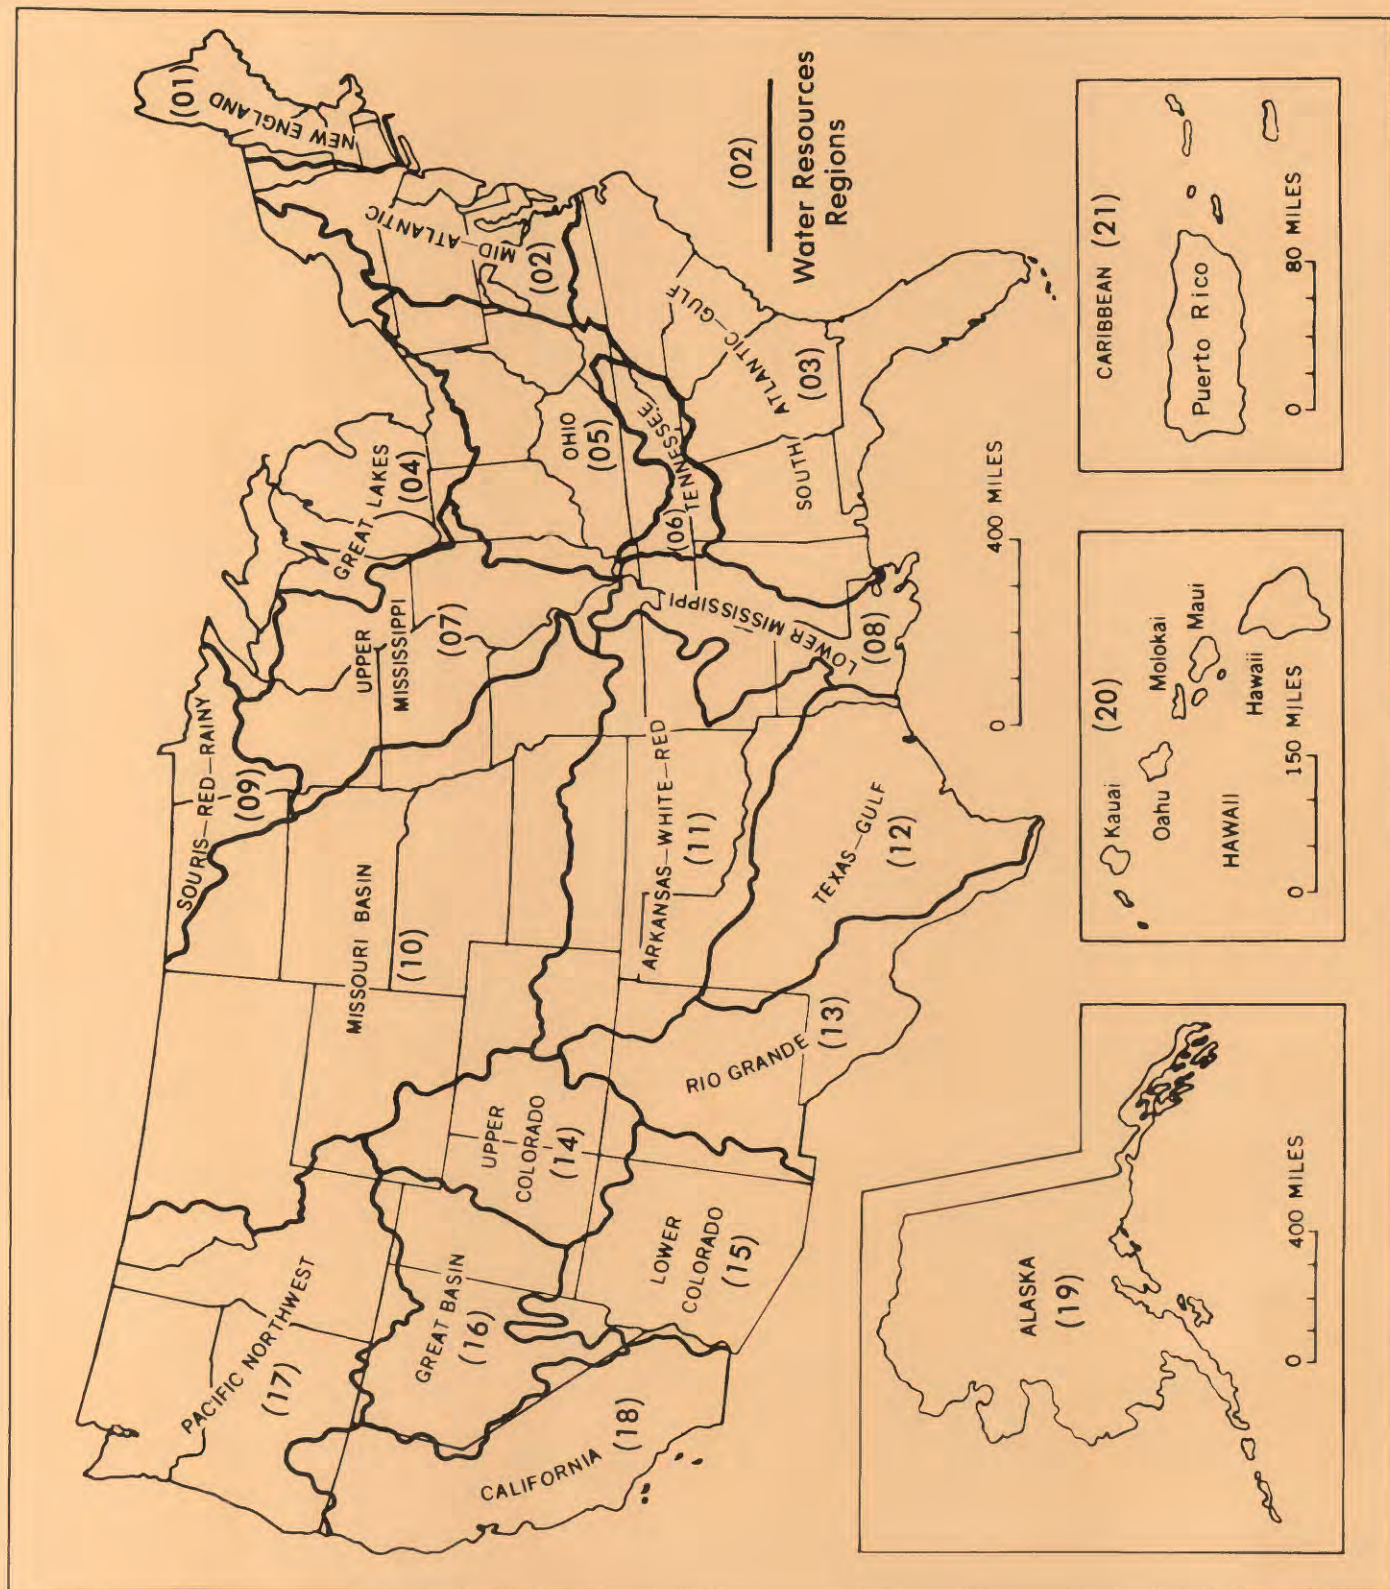 NEW ENGLAND
(01)
MID—ATLANTIC
(02)
SOUTH
ATLANTIC—GULF
(03)
GREAT LAKES
(04)
OHIO
(05)
TENNESSEE
(06)
UPPER
MISSISSIPPI
(07)
LOWER MISSISSIPPI
(08)
SOURIS—RED—RAINY
(09)
MISSOURI BASIN
(10)
ARKANSAS—WHITE—RED
(11)
TEXAS—GULF
(12)
RIO GRANDE
(13)
UPPER
COLORADO
(14)
LOWER
COLORADO
(15)
GREAT BASIN
(16)
PACIFIC NORTHWEST
(17)
CALIFORNIA
(18)
(02)
Water Resources
Regions
0 400 MILES
ALASKA
(19)
0 400 MILES
(20)
Kauai
Oahu
Molokai
Maui
Hawaii
HAWAII
0 150 MILES
CARIBBEAN (21)
Puerto Rico
0 80 MILES